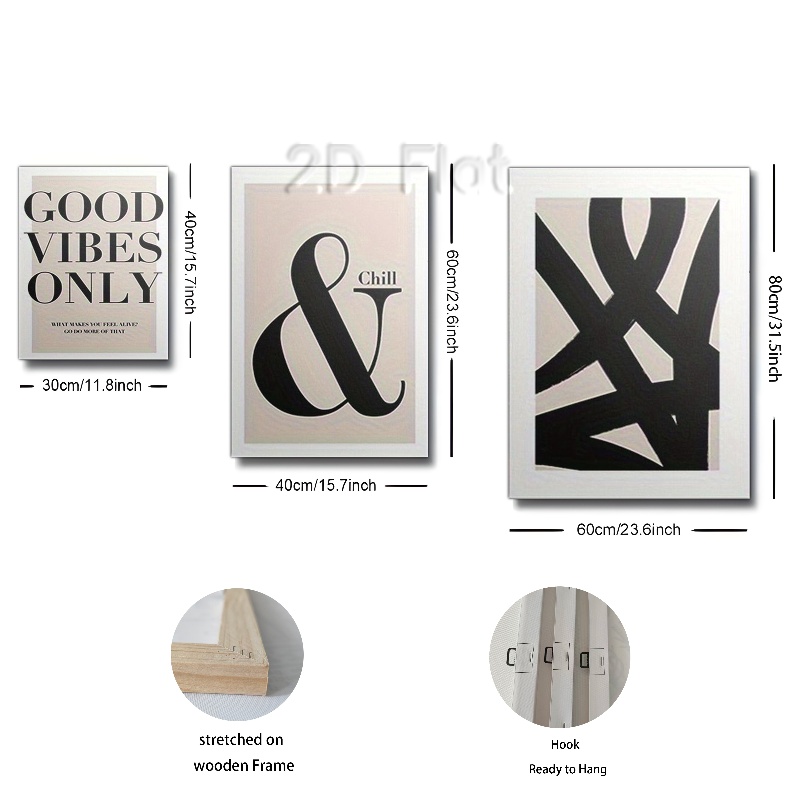 2D Flat
GOOD
VIBES
ONLY
WHAT MAKES YOU FEEL ALIVE?
GO DO MORE OF THAT
40cm/15.7inch
30cm/11.8inch
Chill
&
60cm/23.6inch
40cm/15.7inch
80cm/31.5inch
60cm/23.6inch
stretched on
wooden Frame
Hook
Ready to Hang